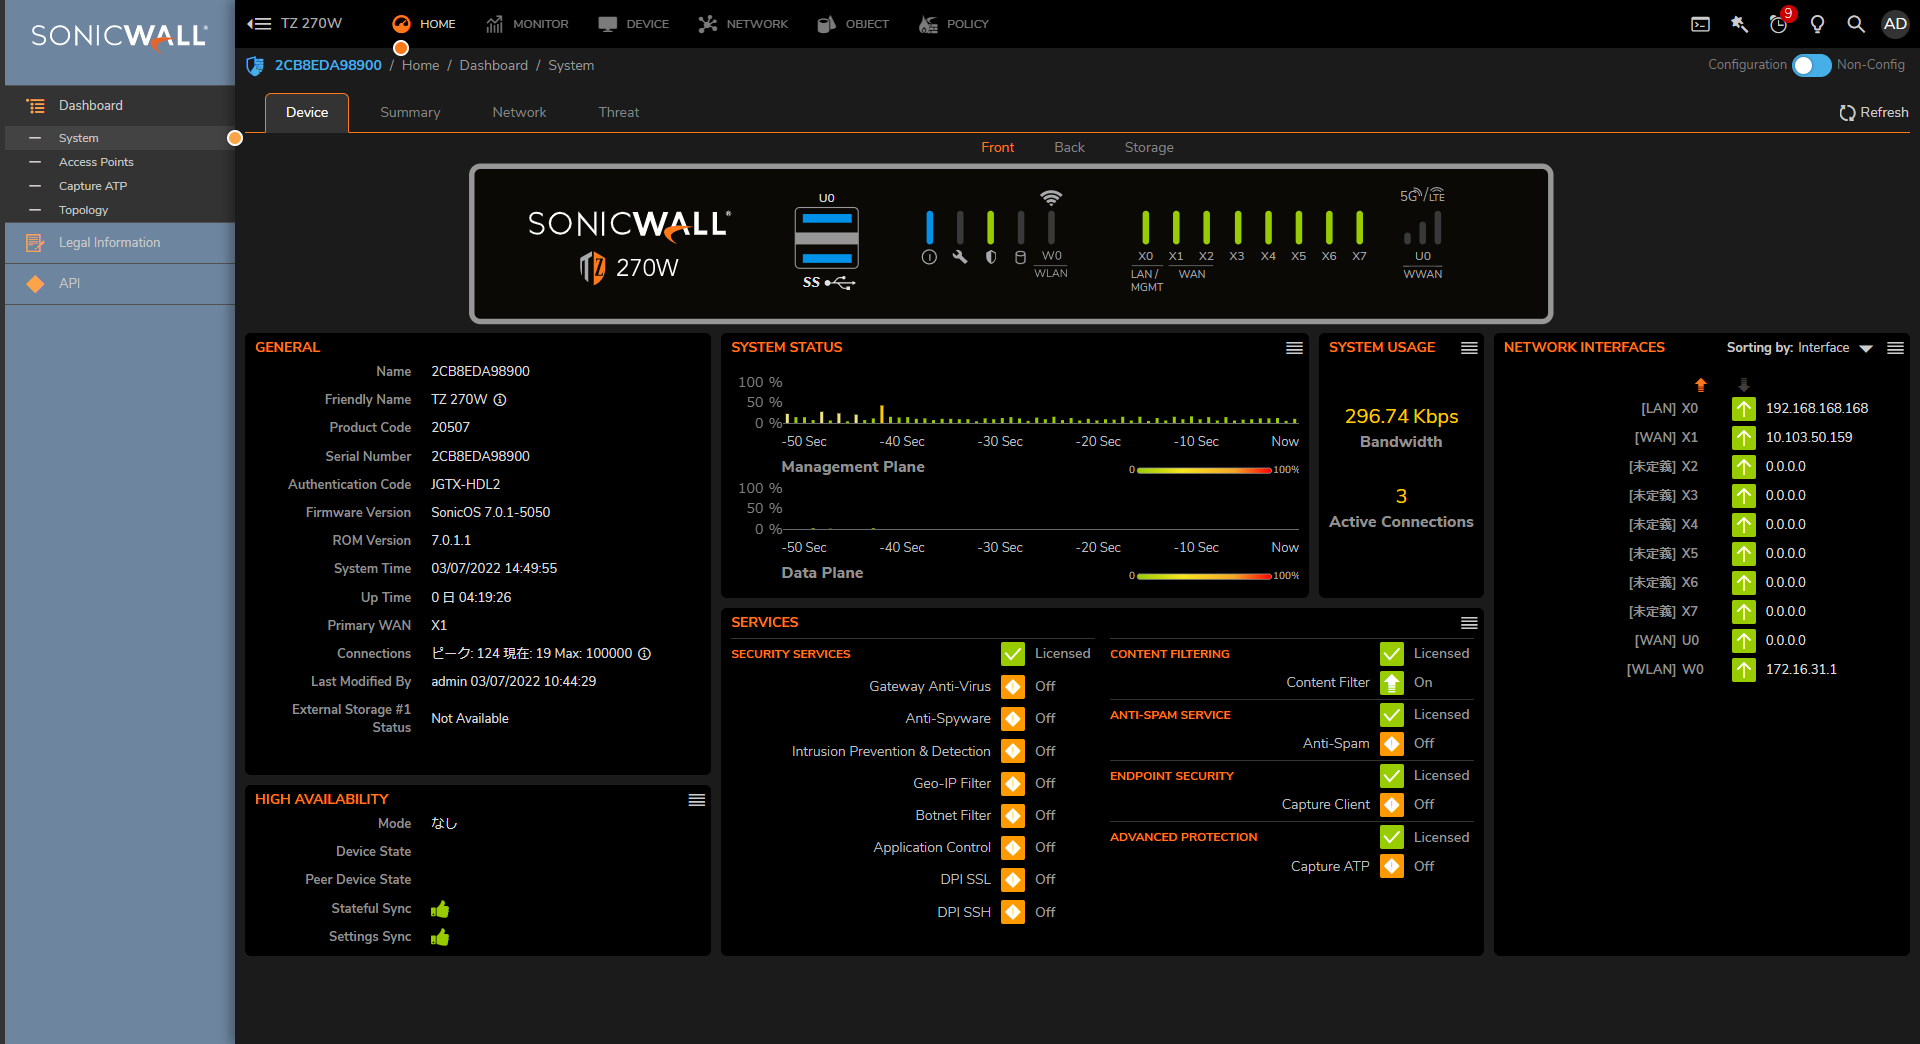 SONICWALL
TZ 270W
HOME
MONITOR
DEVICE
NETWORK
OBJECT
POLICY
9
AD
2CB8EDA98900 / Home / Dashboard / System
Configuration
Non-Config
Dashboard
System
Access Points
Capture ATP
Topology
Legal Information
API
Device
Summary
Network
Threat
Refresh
Front
Back
Storage
SONICWALL
TZ 270W
U0
SS
W0
WLAN
X0 X1 X2 X3 X4 X5 X6 X7
LAN / MGMT
WAN
5G/LTE
U0
WWAN
GENERAL
Name 2CB8EDA98900
Friendly Name TZ 270W
Product Code 20507
Serial Number 2CB8EDA98900
Authentication Code JGTX-HDL2
Firmware Version SonicOS 7.0.1-5050
ROM Version 7.0.1.1
System Time 03/07/2022 14:49:55
Up Time 0 日 04:19:26
Primary WAN X1
Connections ピーク: 124 現在: 19 Max: 100000
Last Modified By admin 03/07/2022 10:44:29
External Storage #1
Status
Not Available
HIGH AVAILABILITY
Mode なし
Device State
Peer Device State
Stateful Sync
Settings Sync
SYSTEM STATUS
100 %
50 %
0 %
-50 Sec -40 Sec -30 Sec -20 Sec -10 Sec Now
Management Plane
0 100%
100 %
50 %
0 %
-50 Sec -40 Sec -30 Sec -20 Sec -10 Sec Now
Data Plane
0 100%
SYSTEM USAGE
296.74 Kbps
Bandwidth
3
Active Connections
SERVICES
SECURITY SERVICES Licensed
Gateway Anti-Virus Off
Anti-Spyware Off
Intrusion Prevention & Detection Off
Geo-IP Filter Off
Botnet Filter Off
Application Control Off
DPI SSL Off
DPI SSH Off
CONTENT FILTERING Licensed
Content Filter On
ANTI-SPAM SERVICE Licensed
Anti-Spam Off
ENDPOINT SECURITY Licensed
Capture Client Off
ADVANCED PROTECTION Licensed
Capture ATP Off
NETWORK INTERFACES
Sorting by: Interface
[LAN] X0 192.168.168.168
[WAN] X1 10.103.50.159
[未定義] X2 0.0.0.0
[未定義] X3 0.0.0.0
[未定義] X4 0.0.0.0
[未定義] X5 0.0.0.0
[未定義] X6 0.0.0.0
[未定義] X7 0.0.0.0
[WAN] U0 0.0.0.0
[WLAN] W0 172.16.31.1